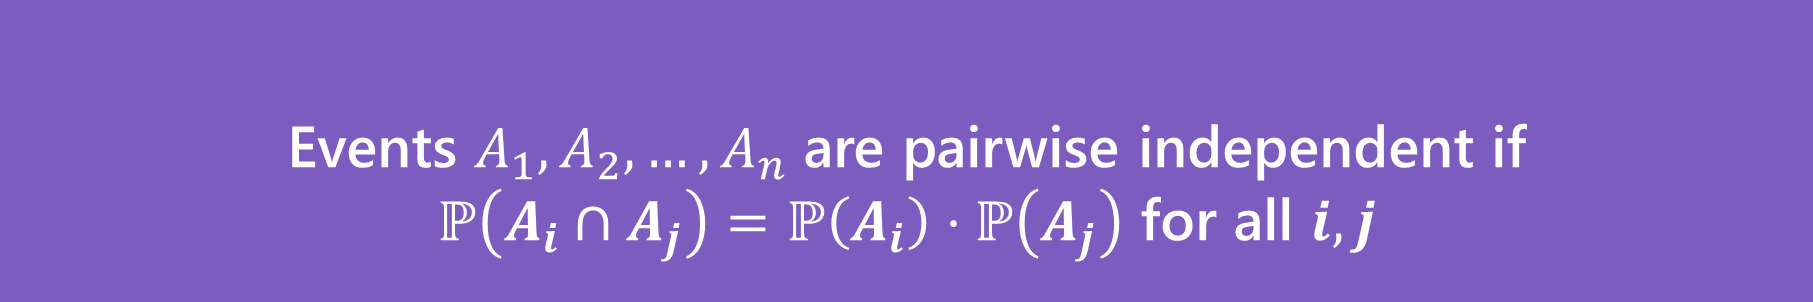 Events A₁, A₂, … , Aₙ are pairwise independent if
ℙ(Aᵢ ∩ Aⱼ) = ℙ(Aᵢ) ⋅ ℙ(Aⱼ) for all i, j